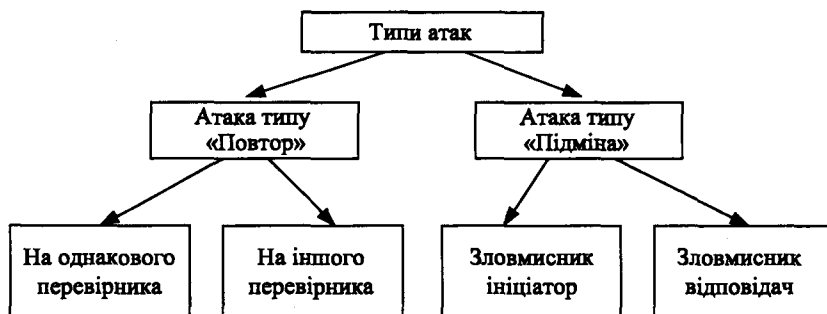 Типи атак
Атака типу
«Повтор»
Атака типу
«Підміна»
На однакового
перевірника
На іншого
перевірника
Зловмисник
ініціатор
Зловмисник
відповідач